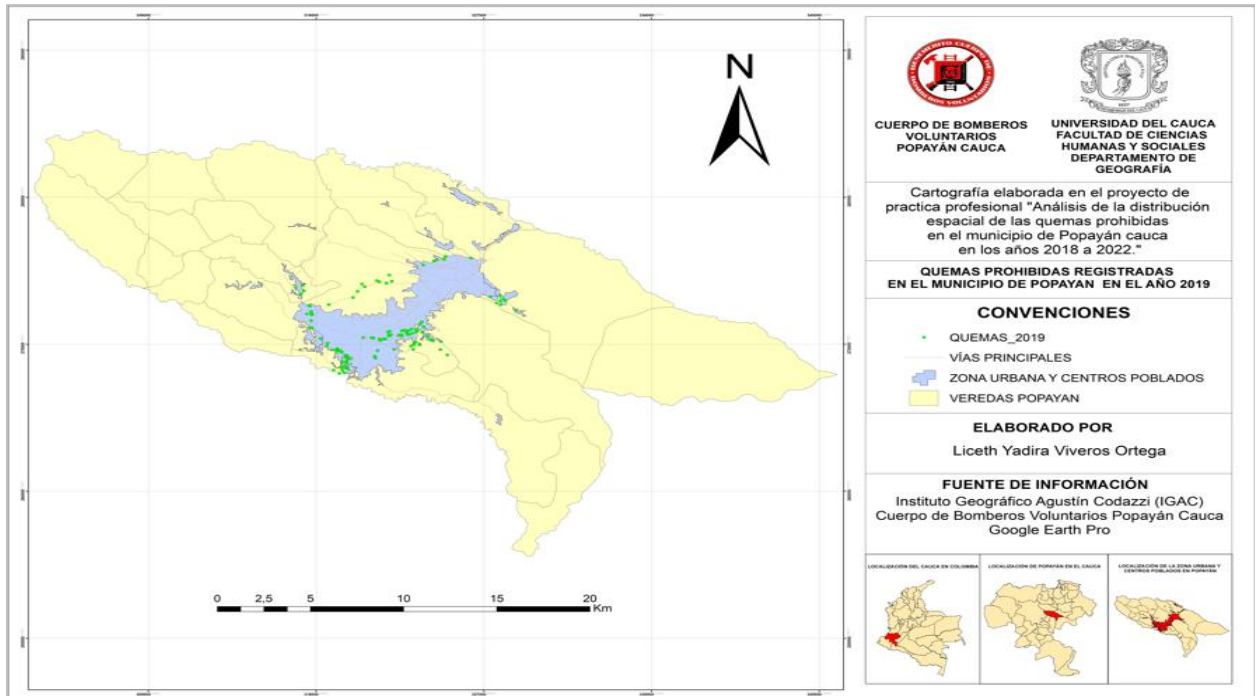 N
0
2,5
5
10
15
20
Km
BENEMERITO CUERPO DE
BOMBEROS VOLUNTARIOS
CUERPO DE BOMBEROS
VOLUNTARIOS
POPAYÁN CAUCA
UNIVERSIDAD DEL CAUCA
FACULTAD DE CIENCIAS
HUMANAS Y SOCIALES
DEPARTAMENTO DE
GEOGRAFÍA
Cartografía elaborada en el proyecto de
practica profesional "Análisis de la distribución
espacial de las quemas prohibidas
en el municipio de Popayán cauca
en los años 2018 a 2022."
QUEMAS PROHIBIDAS REGISTRADAS
EN EL MUNICIPIO DE POPAYAN EN EL AÑO 2019
CONVENCIONES
QUEMAS_2019
VÍAS PRINCIPALES
ZONA URBANA Y CENTROS POBLADOS
VEREDAS POPAYAN
ELABORADO POR
Liceth Yadira Viveros Ortega
FUENTE DE INFORMACIÓN
Instituto Geográfico Agustín Codazzi (IGAC)
Cuerpo de Bomberos Voluntarios Popayán Cauca
Google Earth Pro
LOCALIZACIÓN DEL CAUCA EN COLOMBIA
LOCALIZACIÓN DE POPAYÁN EN EL CAUCA
LOCALIZACIÓN DE LA ZONA URBANA Y
CENTROS POBLADOS EN POPAYÁN